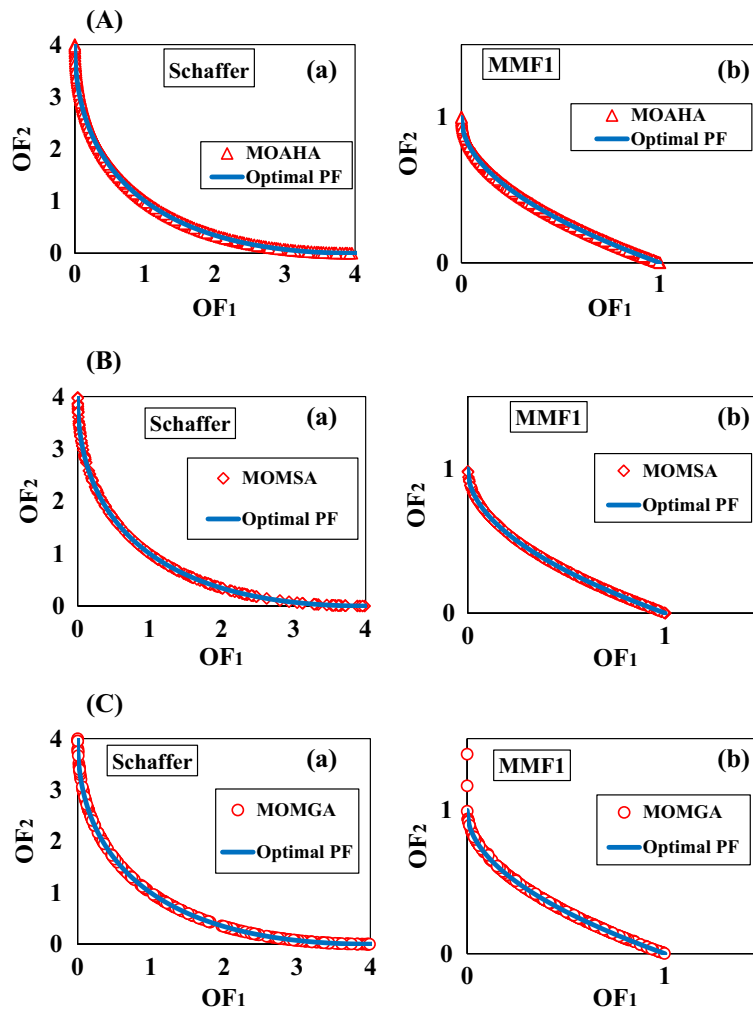 (A)
4
3
2
1
0
0 1 2 3 4
OF2
OF1
Schaffer
(a)
MOAHA
Optimal PF
1
0
0 1
OF2
OF1
MMF1
(b)
MOAHA
Optimal PF
(B)
4
3
2
1
0
0 1 2 3 4
OF2
OF1
Schaffer
(a)
MOMSA
Optimal PF
1
0
0 1
OF2
OF1
MMF1
(b)
MOMSA
Optimal PF
(C)
4
3
2
1
0
0 1 2 3 4
OF2
OF1
Schaffer
(a)
MOMGA
Optimal PF
1
0
0 1
OF2
OF1
MMF1
(b)
MOMGA
Optimal PF